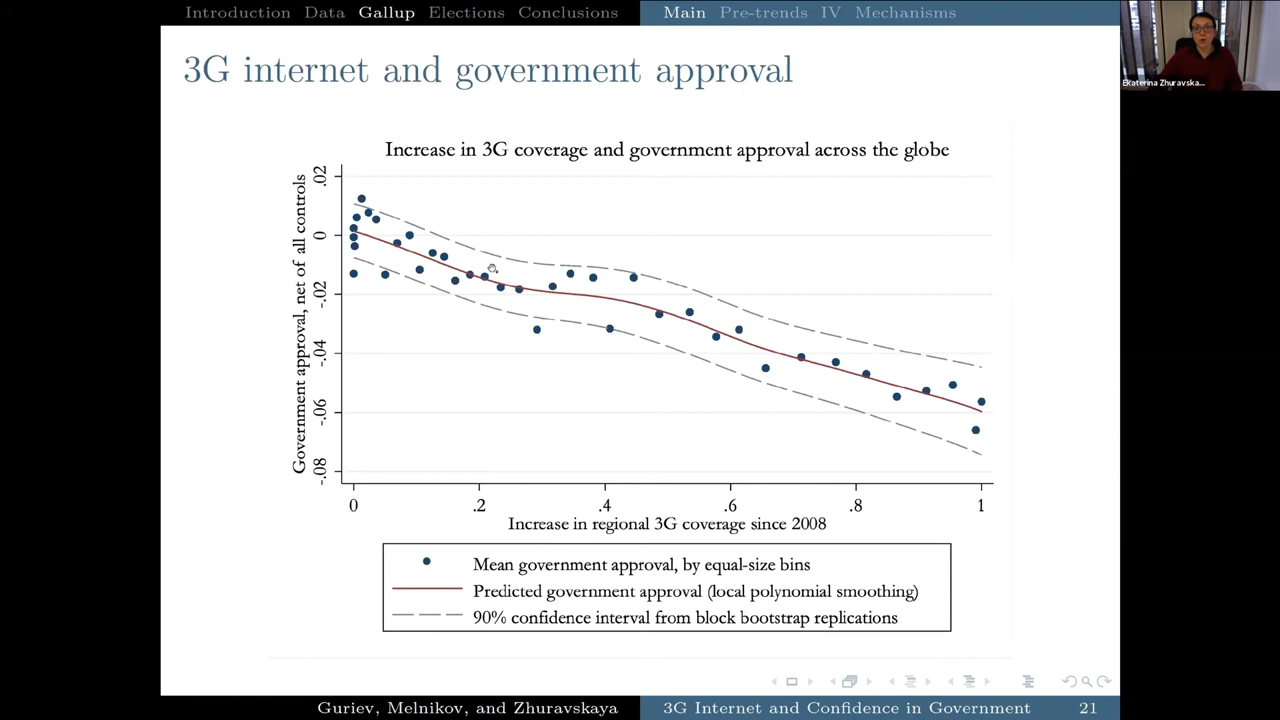 Introduction Data Gallup Elections Conclusions Main Pre-trends IV Mechanisms
Ekaterina Zhuravska...
3G internet and government approval
Increase in 3G coverage and government approval across the globe
Government approval, net of all controls
.02
0
-.02
-.04
-.06
-.08
0 .2 .4 .6 .8 1
Increase in regional 3G coverage since 2008
Mean government approval, by equal-size bins
Predicted government approval (local polynomial smoothing)
90% confidence interval from block bootstrap replications
Guriev, Melnikov, and Zhuravskaya 3G Internet and Confidence in Government 21